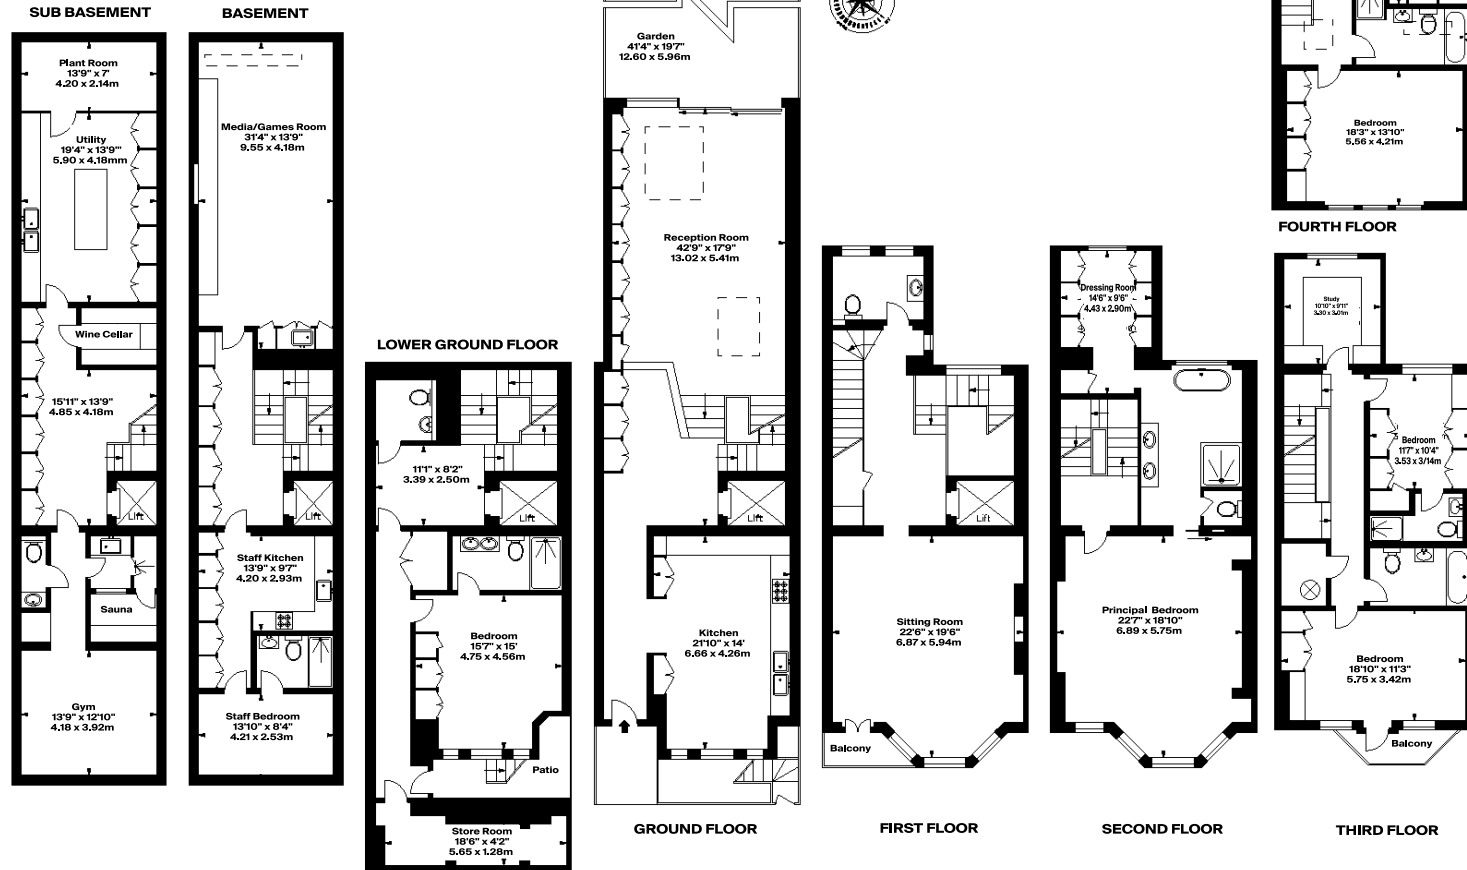 SUB BASEMENT
Plant Room
13'9" x 7'
4.20 x 2.14m
Utility
19'4" x 13'9'"
5.90 x 4.18mm
Wine Cellar
15'11" x 13'9"
4.85 x 4.18m
Lift
Sauna
Gym
13'9" x 12'10"
4.18 x 3.92m
BASEMENT
Media/Games Room
31'4" x 13'9"
9.55 x 4.18m
Lift
Staff Kitchen
13'9" x 9'7"
4.20 x 2.93m
Staff Bedroom
13'10" x 8'4"
4.21 x 2.53m
LOWER GROUND FLOOR
11'1" x 8'2"
3.39 x 2.50m
Lift
Bedroom
15'7" x 15'
4.75 x 4.56m
Patio
Store Room
18'6" x 4'2"
5.65 x 1.28m
Garden
41'4" x 19'7"
12.60 x 5.96m
Reception Room
42'9" x 17'9"
13.02 x 5.41m
Lift
Kitchen
21'10" x 14'
6.66 x 4.26m
GROUND FLOOR
Lift
Sitting Room
22'6" x 19'6"
6.87 x 5.94m
Balcony
FIRST FLOOR
Dressing Room
14'6" x 9'6"
4.43 x 2.90m
Principal Bedroom
22'7" x 18'10"
6.89 x 5.75m
SECOND FLOOR
Bedroom
18'3" x 13'10"
5.56 x 4.21m
FOURTH FLOOR
Study
10'10" x 9'11"
3.30 x 3.01m
Bedroom
11'7" x 10'4"
3.53 x 3/14m
Bedroom
18'10" x 11'3"
5.75 x 3.42m
Balcony
THIRD FLOOR